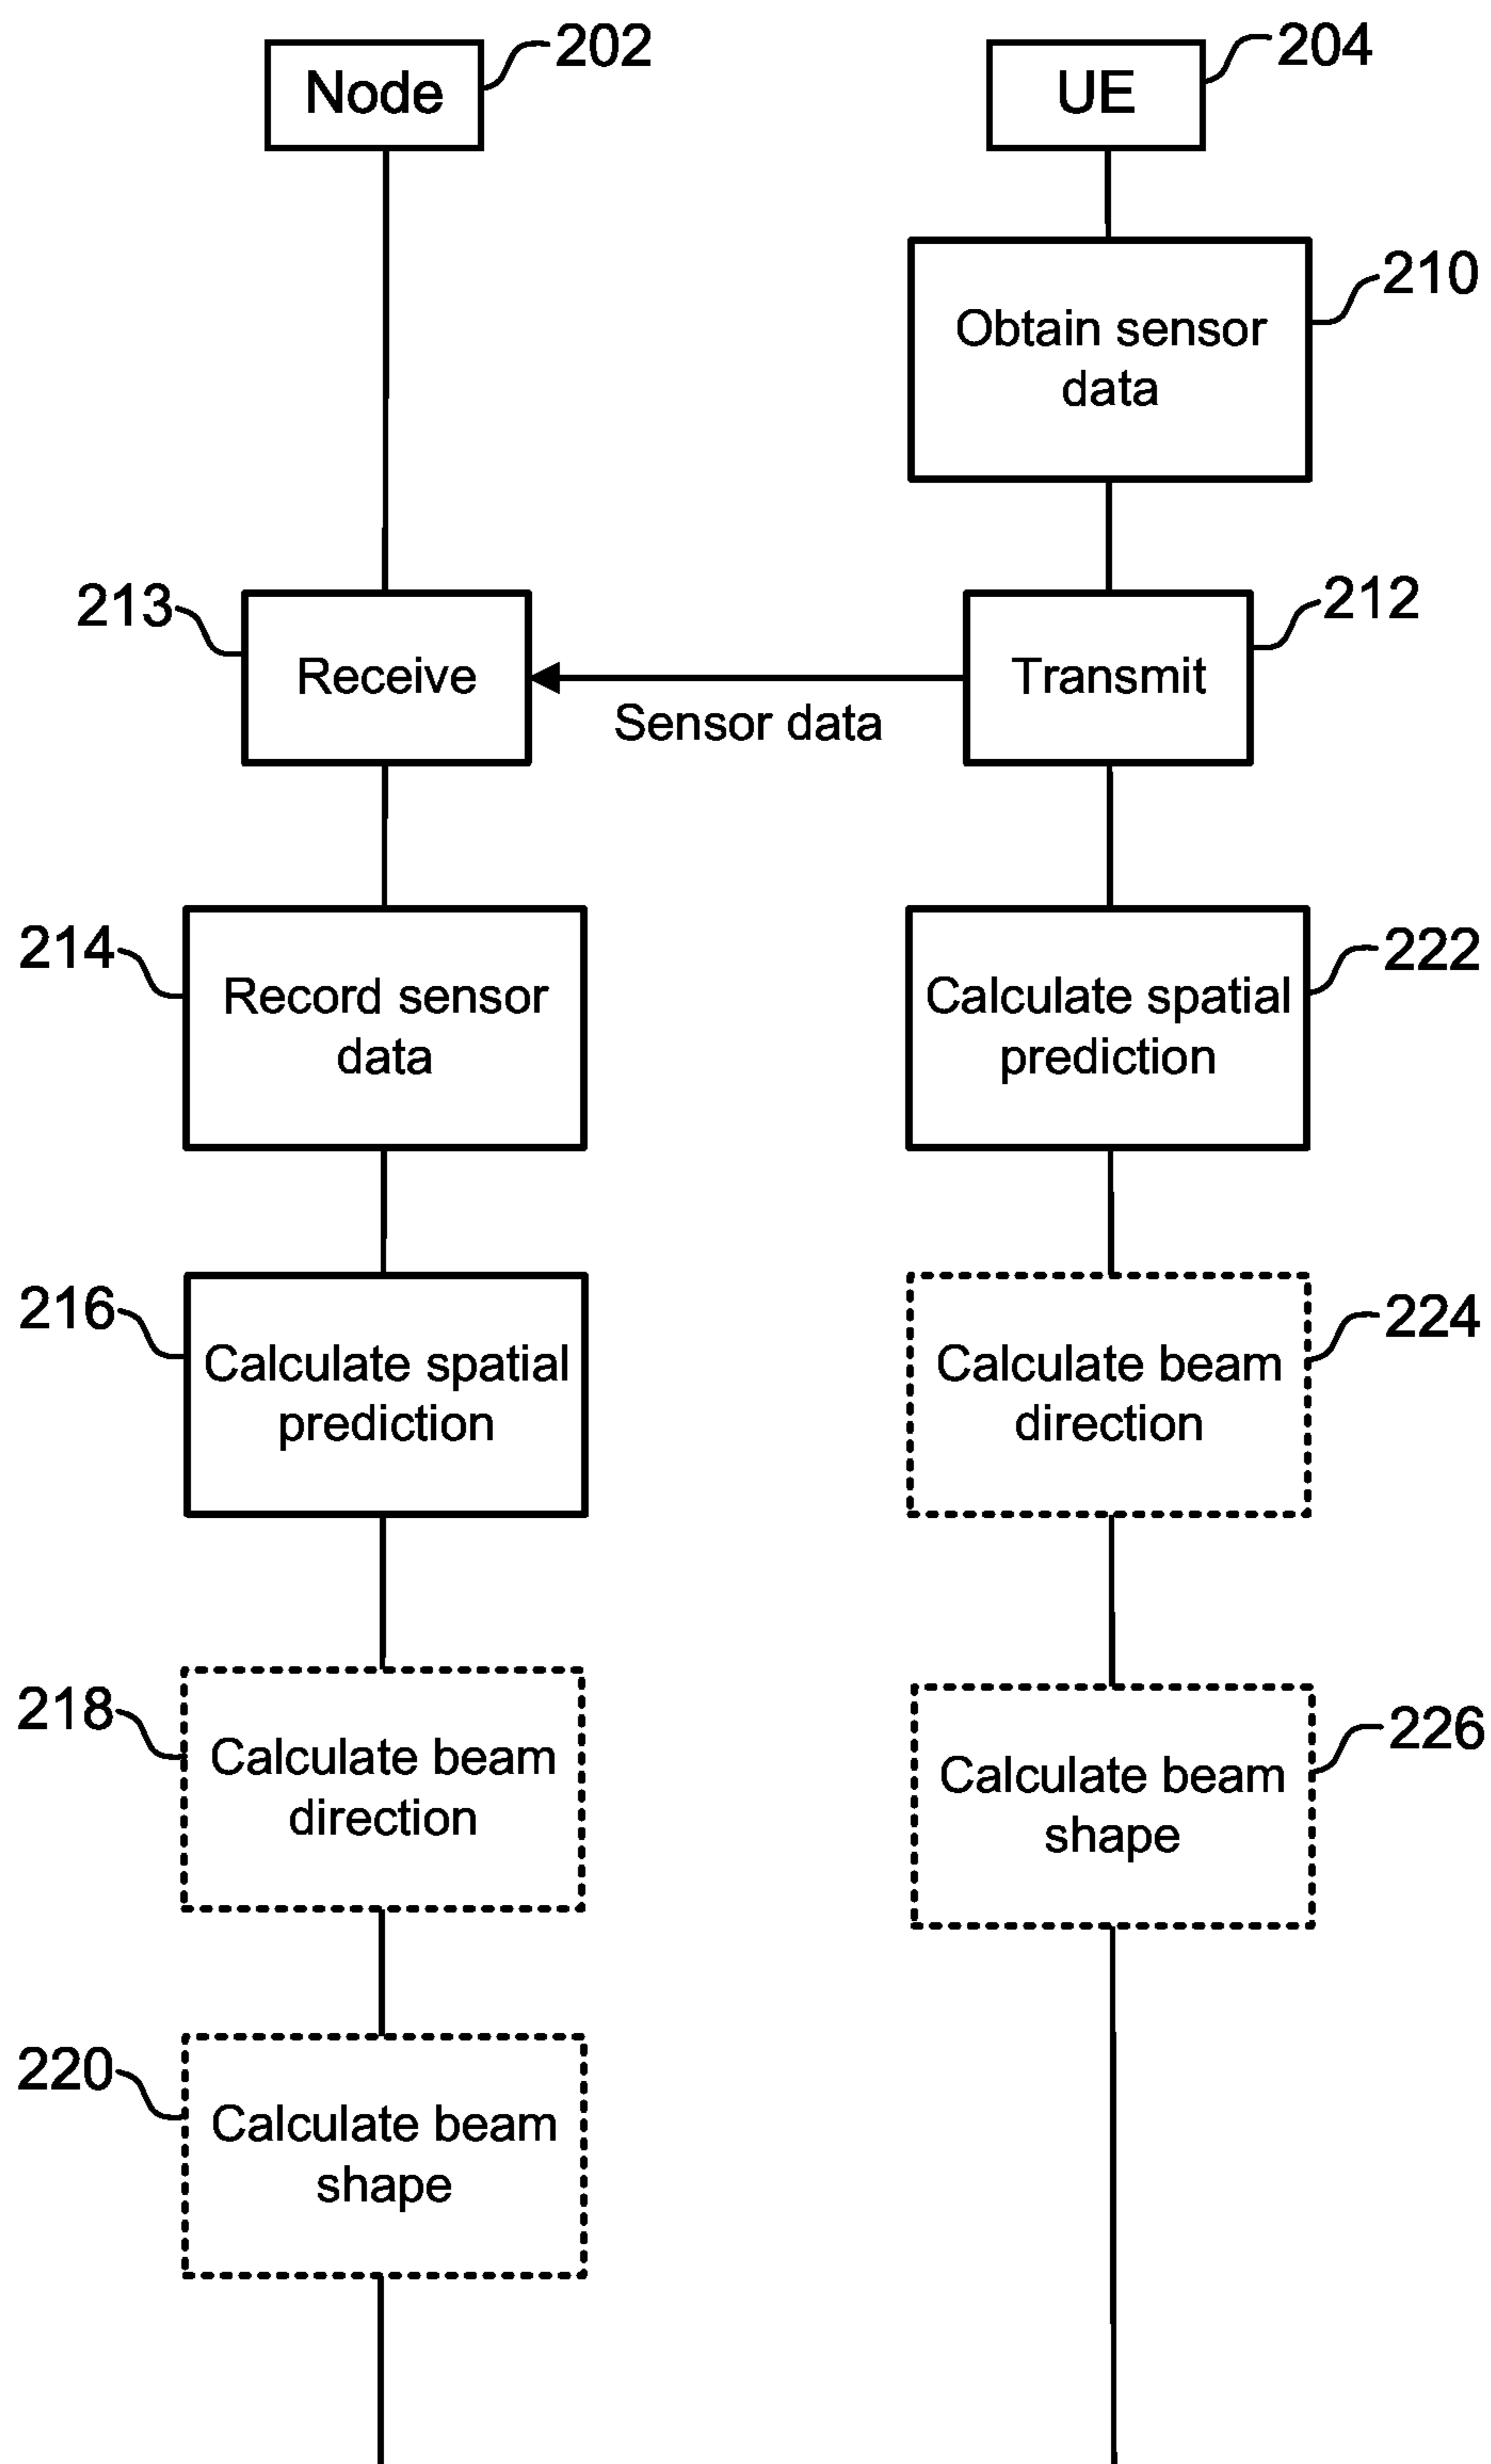 Node
202
UE
204
210
Obtain sensor
data
213
Receive
Sensor data
Transmit
212
214
Record sensor
data
222
Calculate spatial
prediction
216
Calculate spatial
prediction
224
Calculate beam
direction
218
Calculate beam
direction
226
Calculate beam
shape
220
Calculate beam
shape